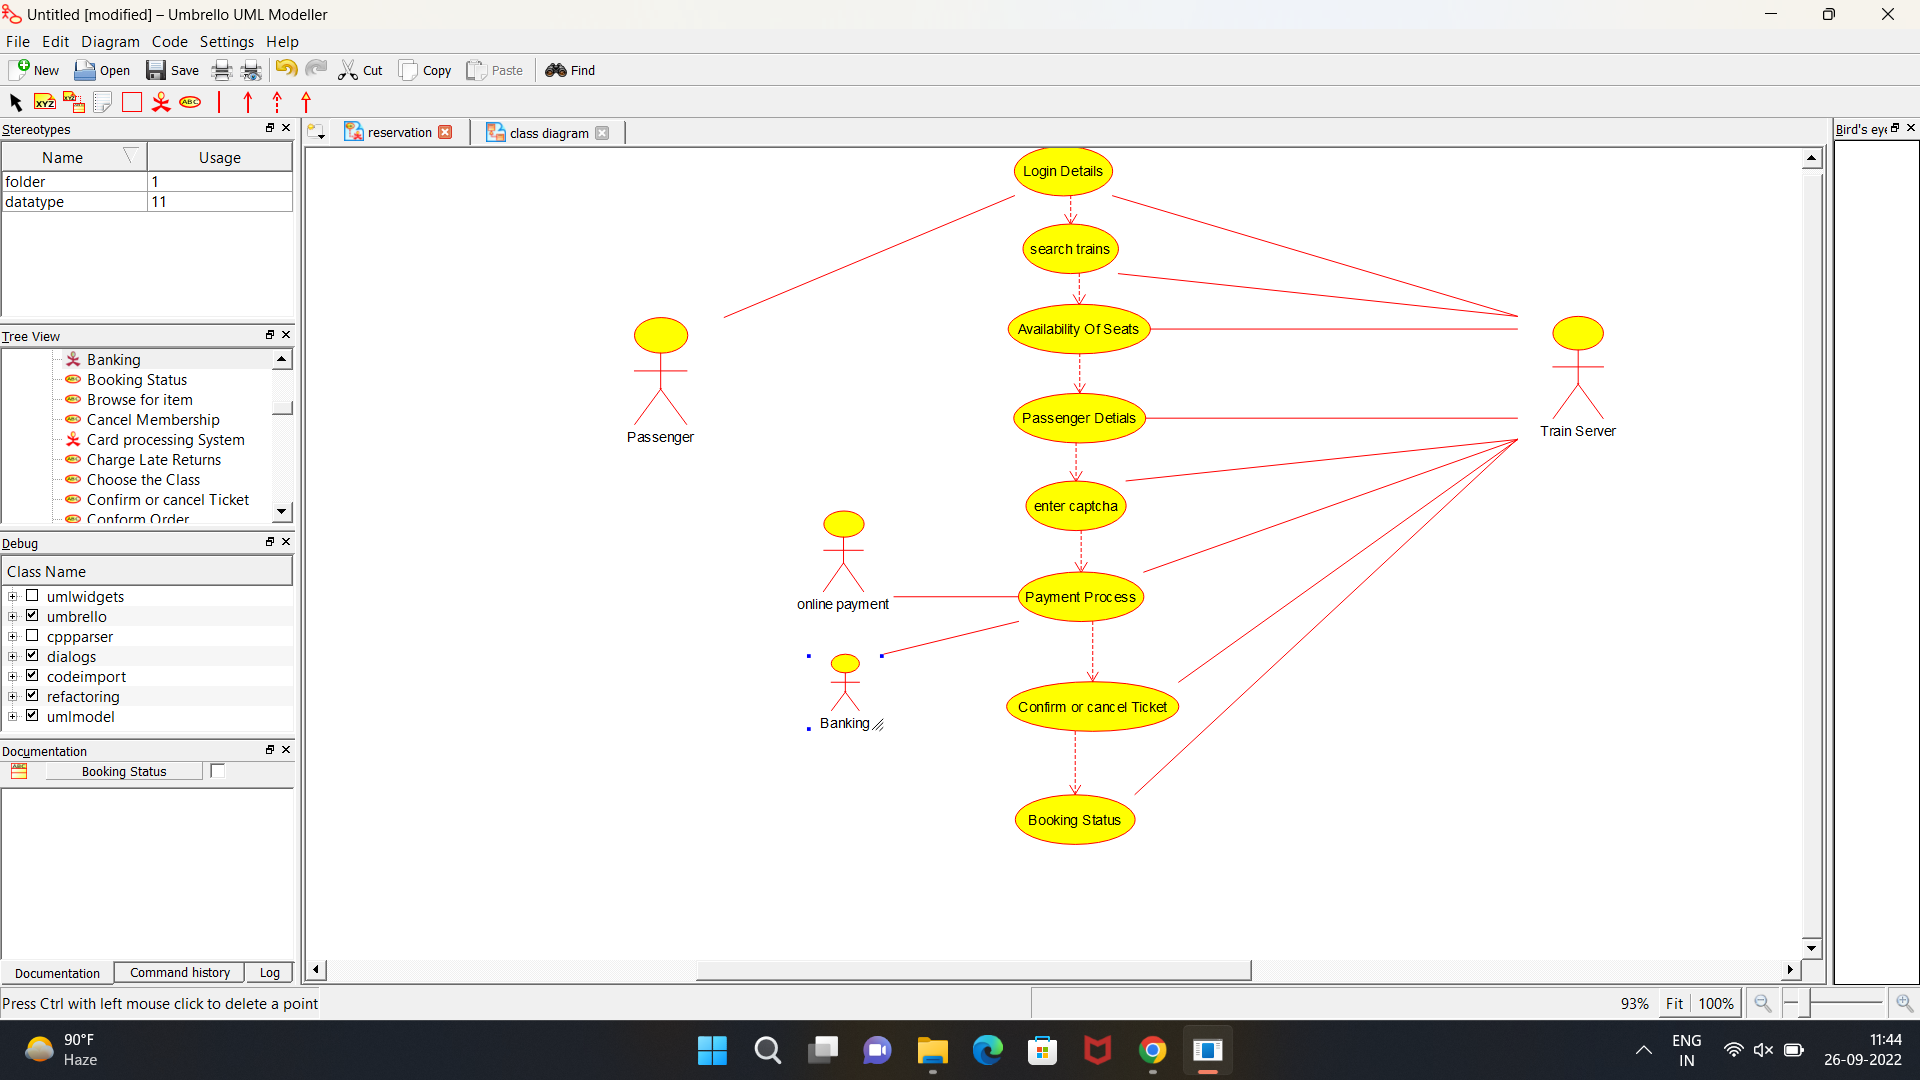 Untitled [modified] – Umbrello UML Modeller
File Edit Diagram Code Settings Help
New Open Save Cut Copy Paste Find
XYZ XYZ ABC
Stereotypes
Name Usage
folder 1
datatype 11
Tree View
Banking
Booking Status
Browse for item
Cancel Membership
Card processing System
Charge Late Returns
Choose the Class
Confirm or cancel Ticket
Conform Order
Debug
Class Name
umlwidgets
umbrello
cppparser
dialogs
codeimport
refactoring
umlmodel
Documentation
Booking Status
Documentation Command history Log
reservation class diagram
Login Details
search trains
Availability Of Seats
Passenger Detials
enter captcha
Payment Process
Confirm or cancel Ticket
Booking Status
Passenger
online payment
Banking
Train Server
Bird's eye
Press Ctrl with left mouse click to delete a point
93% Fit 100%
90°F
Haze
ENG
IN
11:44
26-09-2022